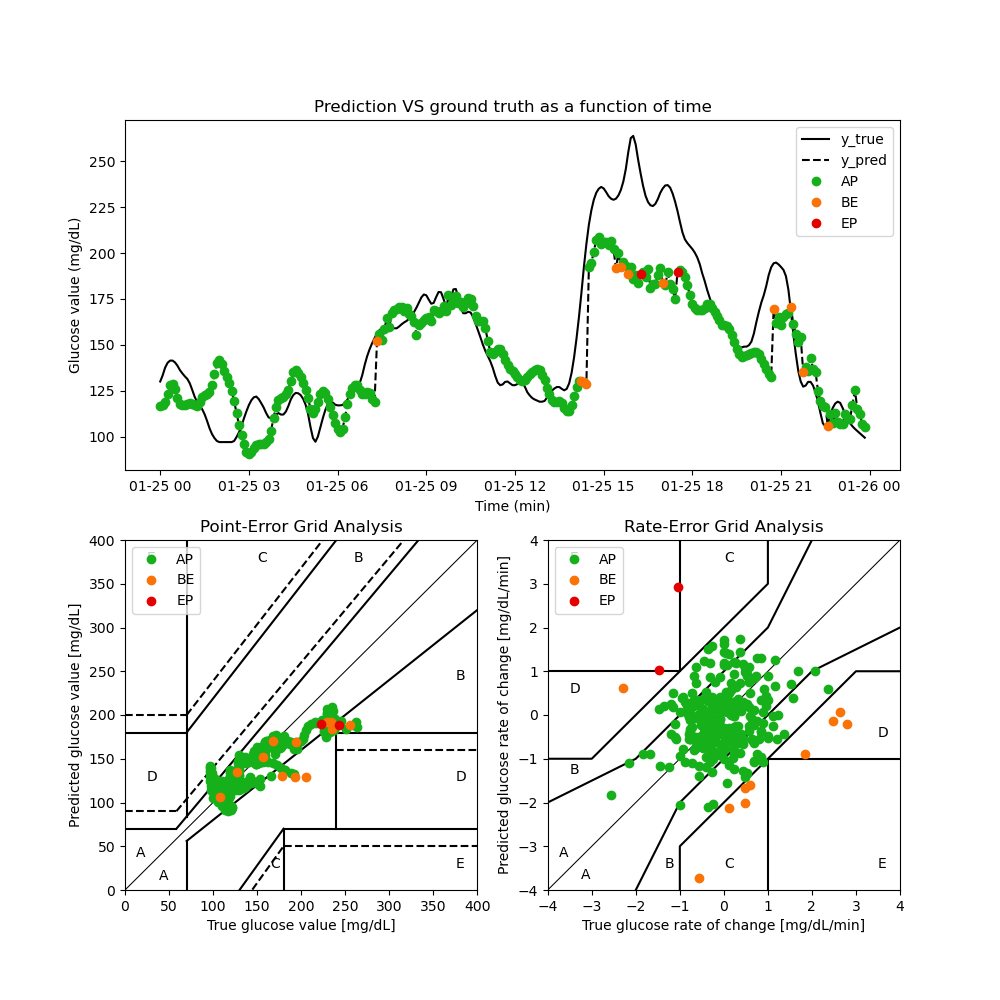 Prediction VS ground truth as a function of time
Glucose value (mg/dL)
250
225
200
175
150
125
100
y_true
y_pred
AP
BE
EP
01-25 00
01-25 03
01-25 06
01-25 09
01-25 12
01-25 15
01-25 18
01-25 21
01-26 00
Time (min)
Point-Error Grid Analysis
Predicted glucose value [mg/dL]
400
350
300
250
200
150
100
50
0
AP
BE
EP
C
B
B
D
D
A
A
C
E
0
50
100
150
200
250
300
350
400
True glucose value [mg/dL]
Rate-Error Grid Analysis
Predicted glucose rate of change [mg/dL/min]
4
3
2
1
0
−1
−2
−3
−4
AP
BE
EP
C
D
D
B
A
A
B
C
E
−4
−3
−2
−1
0
1
2
3
4
True glucose rate of change [mg/dL/min]